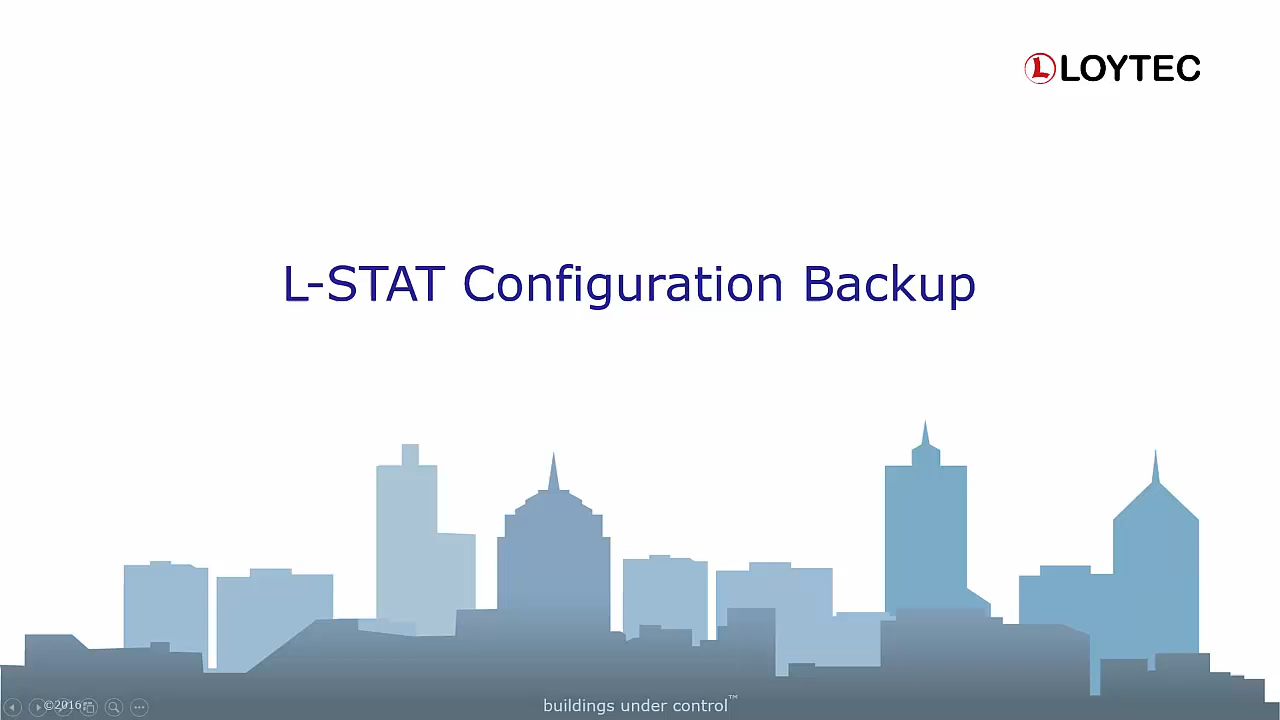 LOYTEC
L-STAT Configuration Backup
©2016
buildings under control™